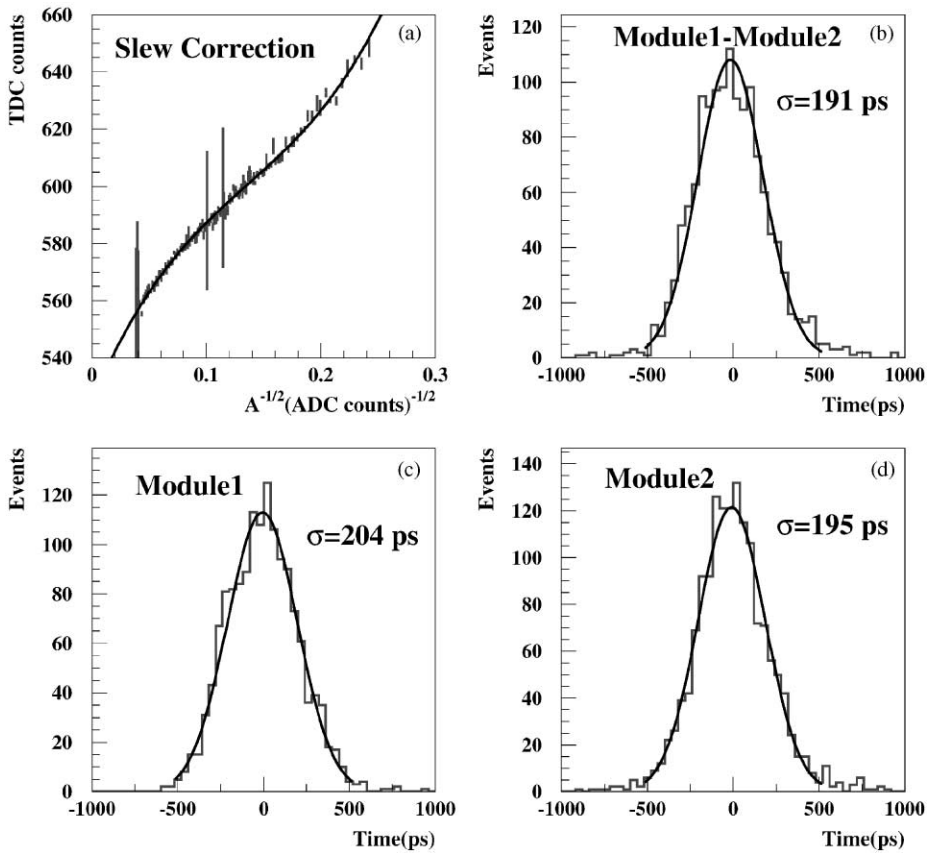 660
640
620
600
580
560
540
TDC counts
Slew Correction
(a)
0
0.1
0.2
0.3
A^-1/2(ADC counts)^-1/2
120
100
80
60
40
20
0
Events
Module1-Module2
(b)
σ=191 ps
-1000
-500
0
500
1000
Time(ps)
120
100
80
60
40
20
0
Events
Module1
(c)
σ=204 ps
-1000
-500
0
500
1000
Time(ps)
140
120
100
80
60
40
20
0
Events
Module2
(d)
σ=195 ps
-1000
-500
0
500
1000
Time(ps)